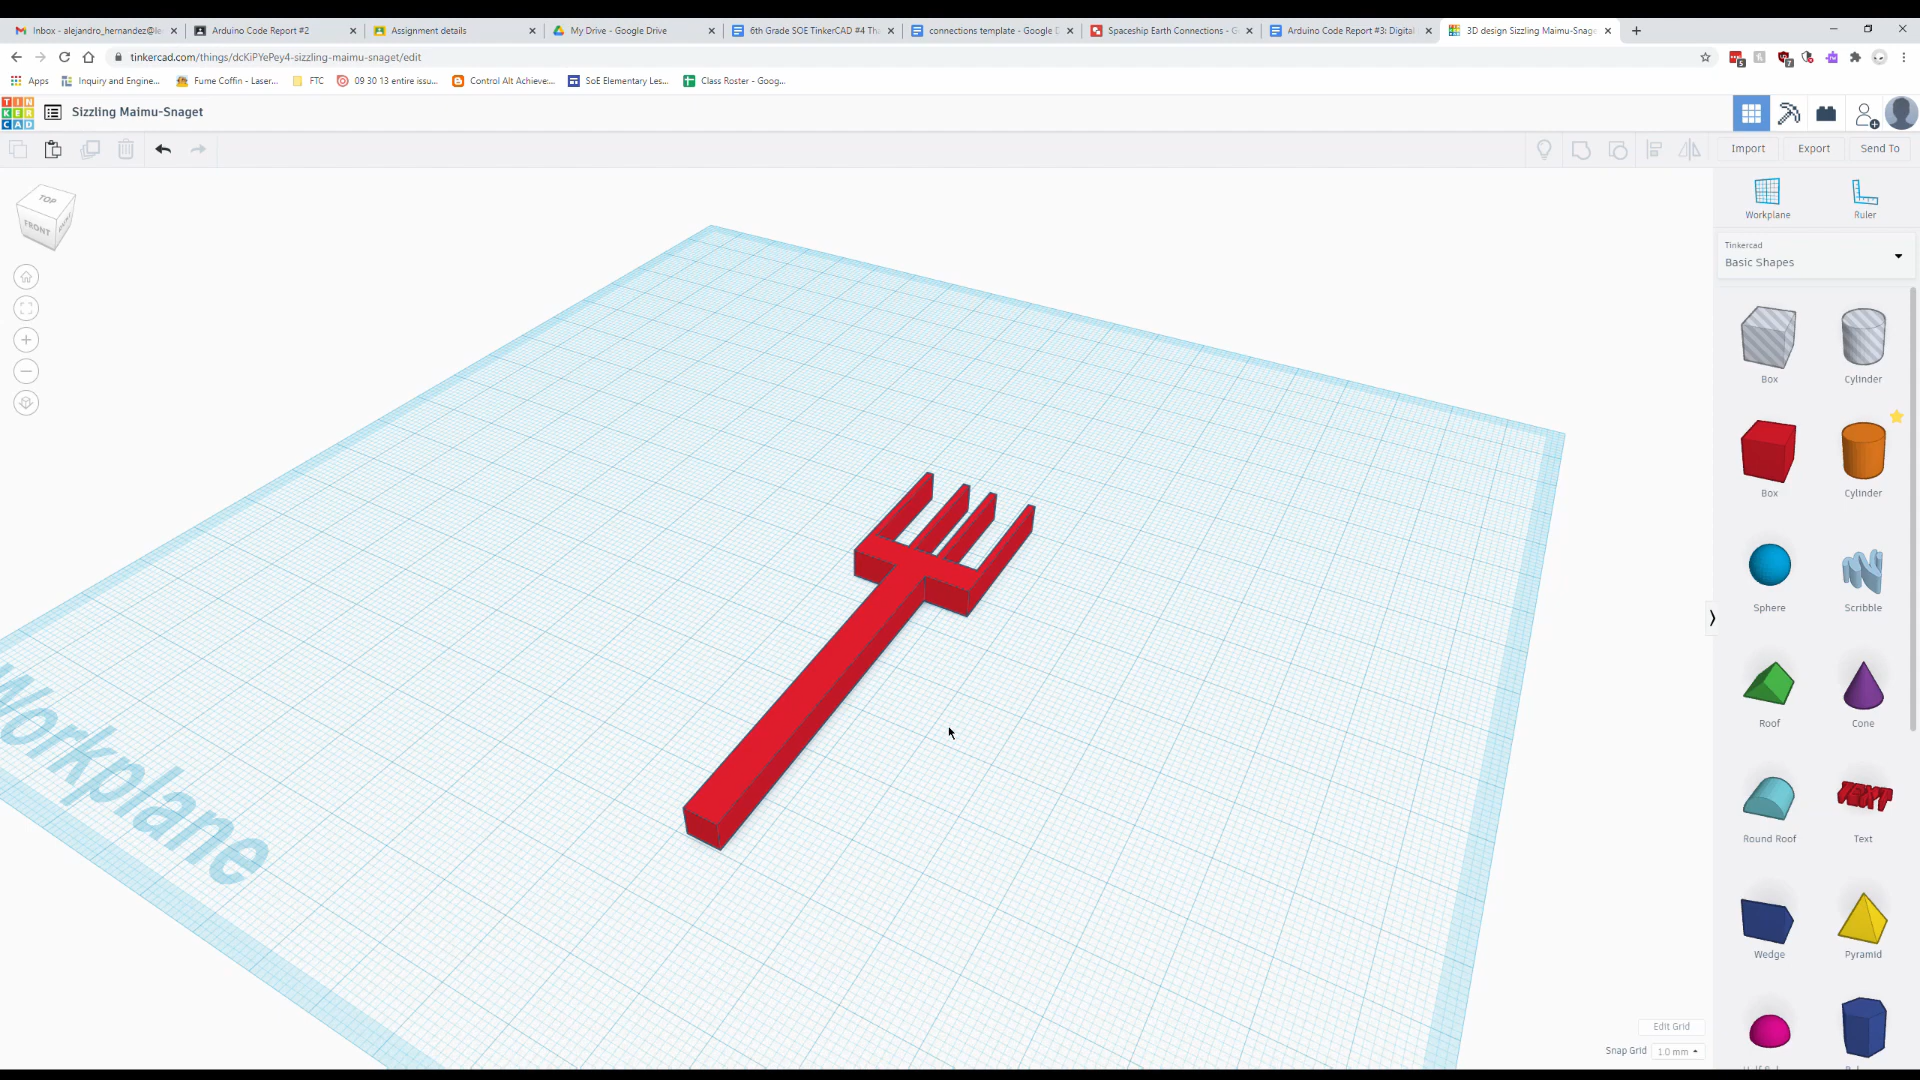 Inbox - alejandro_hernandez@le
Arduino Code Report #2
Assignment details
My Drive - Google Drive
6th Grade SOE TinkerCAD #4 Th
connections template - Google D
Spaceship Earth Connections - G
Arduino Code Report #3: Digital
3D design Sizzling Maimu-Snage
tinkercad.com/things/dcKiPYePey4-sizzling-maimu-snaget/edit
Apps
Inquiry and Engine...
Fume Coffin - Laser...
FTC
09 30 13 entire issu...
Control Alt Achieve:...
SoE Elementary Les...
Class Roster - Goog...
TIN
KER
CAD
Sizzling Maimu-Snaget
Import
Export
Send To
TOP
FRONT
Workplane
Ruler
Tinkercad
Basic Shapes
Box
Cylinder
Box
Cylinder
Sphere
Scribble
Roof
Cone
TEXT
Round Roof
Text
Wedge
Pyramid
Workplane
Edit Grid
Snap Grid
1.0 mm